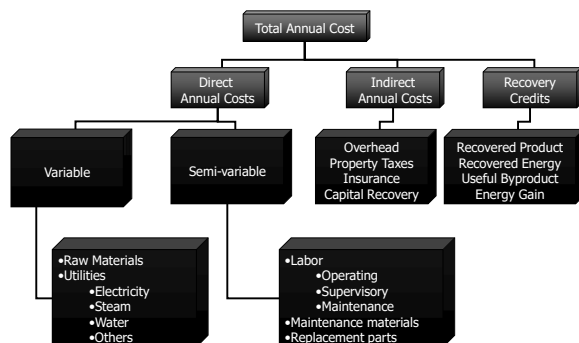 Total Annual Cost
Direct
Annual Costs
Indirect
Annual Costs
Recovery
Credits
Variable
Semi-variable
Overhead
Property Taxes
Insurance
Capital Recovery
Recovered Product
Recovered Energy
Useful Byproduct
Energy Gain
•Raw Materials
•Utilities
•Electricity
•Steam
•Water
•Others
•Labor
•Operating
•Supervisory
•Maintenance
•Maintenance materials
•Replacement parts